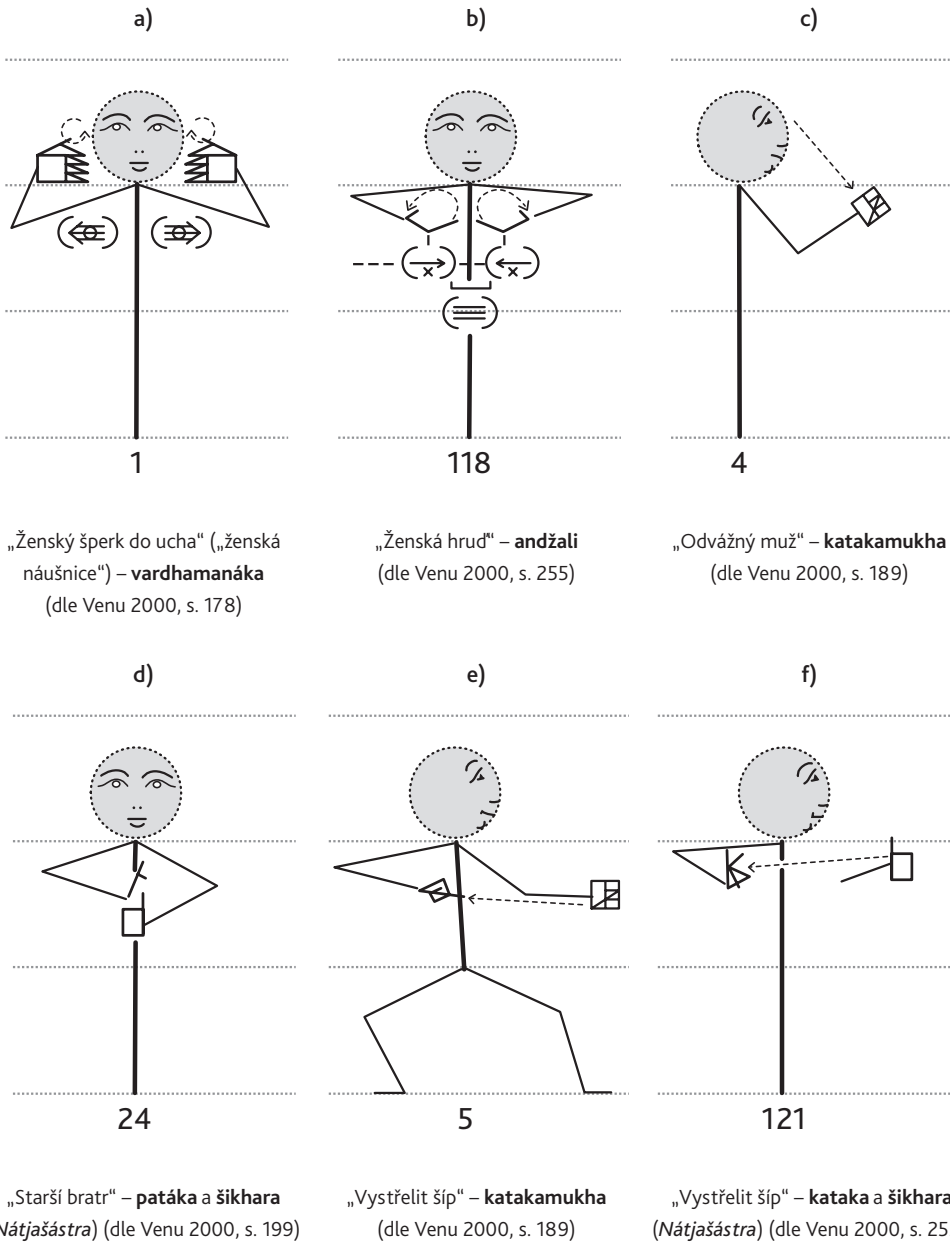 a)
b)
c)
1
118
4
„Ženský šperk do ucha“ („ženská
náušnice“) – vardhamanáka
(dle Venu 2000, s. 178)
„Ženská hruď“ – andžali
(dle Venu 2000, s. 255)
„Odvážný muž“ – katakamukha
(dle Venu 2000, s. 189)
d)
e)
f)
24
5
121
„Starší bratr“ – patáka a šikhara
Nátjašástra) (dle Venu 2000, s. 199)
„Vystřelit šíp“ – katakamukha
(dle Venu 2000, s. 189)
„Vystřelit šíp“ – kataka a šikhara
(Nátjašástra) (dle Venu 2000, s. 25